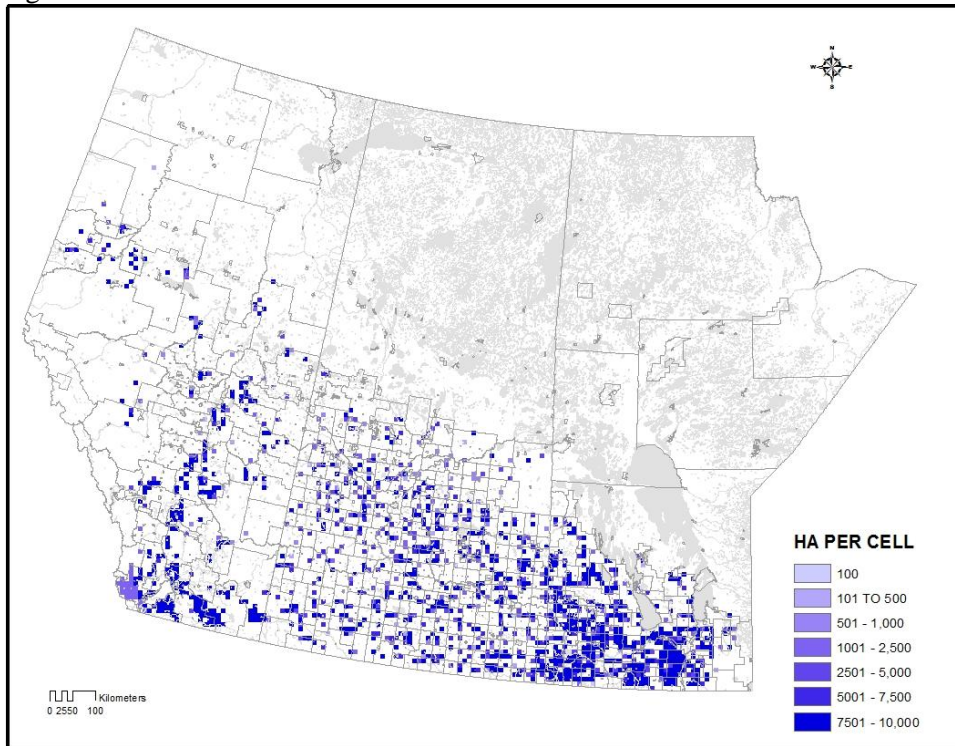 N
W E
S
HA PER CELL
100
101 TO 500
501 - 1,000
1001 - 2,500
2501 - 5,000
5001 - 7,500
7501 - 10,000
Kilometers
0 2550 100